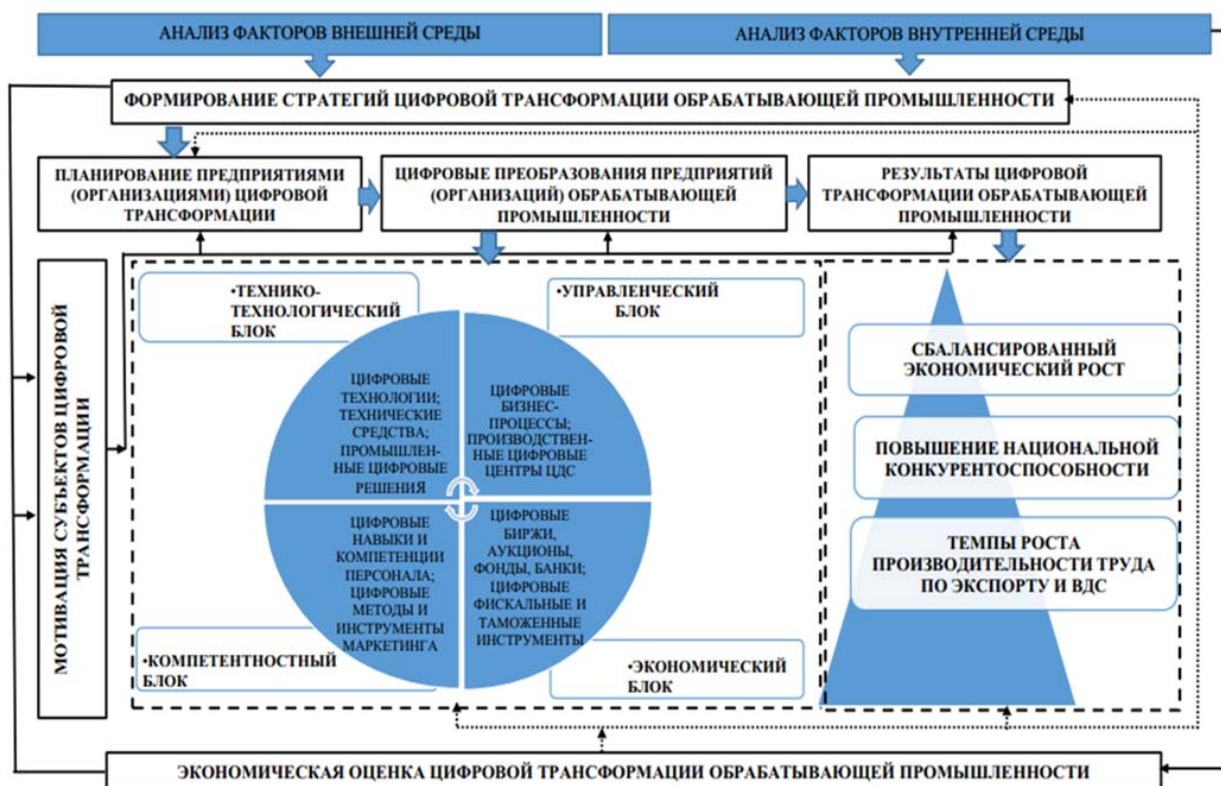 АНАЛИЗ ФАКТОРОВ ВНЕШНЕЙ СРЕДЫ
АНАЛИЗ ФАКТОРОВ ВНУТРЕННЕЙ СРЕДЫ
ФОРМИРОВАНИЕ СТРАТЕГИЙ ЦИФРОВОЙ ТРАНСФОРМАЦИИ ОБРАБАТЫВАЮЩЕЙ ПРОМЫШЛЕННОСТИ
ПЛАНИРОВАНИЕ ПРЕДПРИЯТИЯМИ
(ОРГАНИЗАЦИЯМИ) ЦИФРОВОЙ
ТРАНСФОРМАЦИИ
ЦИФРОВЫЕ ПРЕОБРАЗОВАНИЯ ПРЕДПРИЯТИЙ
(ОРГАНИЗАЦИЙ) ОБРАБАТЫВАЮЩЕЙ
ПРОМЫШЛЕННОСТИ
РЕЗУЛЬТАТЫ ЦИФРОВОЙ
ТРАНСФОРМАЦИИ ОБРАБАТЫВАЮЩЕЙ
ПРОМЫШЛЕННОСТИ
МОТИВАЦИЯ СУБЪЕКТОВ ЦИФРОВОЙ
ТРАНСФОРМАЦИИ
•ТЕХНИКО-
ТЕХНОЛОГИЧЕСКИЙ
БЛОК
•УПРАВЛЕНЧЕСКИЙ
БЛОК
ЦИФРОВЫЕ
ТЕХНОЛОГИИ;
ТЕХНИЧЕСКИЕ
СРЕДСТВА;
ПРОМЫШЛЕН-
НЫЕ ЦИФРОВЫЕ
РЕШЕНИЯ
ЦИФРОВЫЕ
БИЗНЕС-
ПРОЦЕССЫ;
ПРОИЗВОДСТВЕН-
НЫЕ ЦИФРОВЫЕ
ЦЕНТРЫ ЦДС
ЦИФРОВЫЕ
НАВЫКИ И
КОМПЕТЕНЦИИ
ПЕРСОНАЛА;
ЦИФРОВЫЕ
МЕТОДЫ И
ИНСТРУМЕНТЫ
МАРКЕТИНГА
ЦИФРОВЫЕ
БИРЖИ,
АУКЦИОНЫ,
ФОНДЫ, БАНКИ;
ЦИФРОВЫЕ
ФИСКАЛЬНЫЕ И
ТАМОЖЕННЫЕ
ИНСТРУМЕНТЫ
•КОМПЕТЕНТНОСТНЫЙ
БЛОК
•ЭКОНОМИЧЕСКИЙ
БЛОК
СБАЛАНСИРОВАННЫЙ
ЭКОНОМИЧЕСКИЙ РОСТ
ПОВЫШЕНИЕ НАЦИОНАЛЬНОЙ
КОНКУРЕНТОСПОСОБНОСТИ
ТЕМПЫ РОСТА
ПРОИЗВОДИТЕЛЬНОСТИ ТРУДА
ПО ЭКСПОРТУ И ВДС
ЭКОНОМИЧЕСКАЯ ОЦЕНКА ЦИФРОВОЙ ТРАНСФОРМАЦИИ ОБРАБАТЫВАЮЩЕЙ ПРОМЫШЛЕННОСТИ